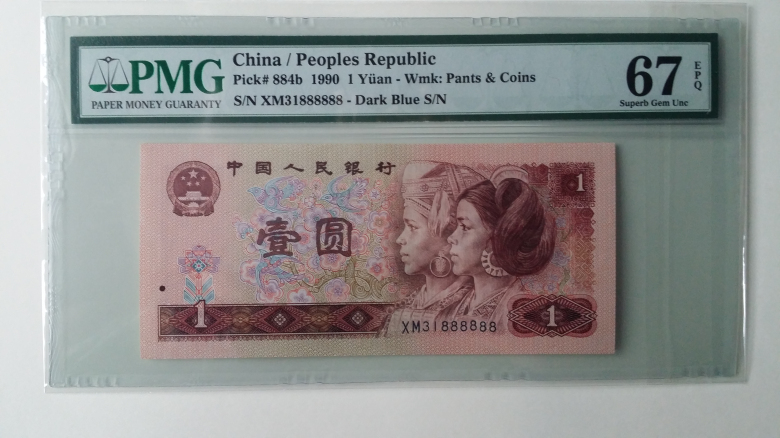 PMG
PAPER MONEY GUARANTY
China / Peoples Republic
Pick# 884b 1990 1 Yüan - Wmk: Pants & Coins
S/N XM31888888 - Dark Blue S/N
67
EPQ
Superb Gem Unc
中国人民银行
1
壹圆
1
1
XM31888888